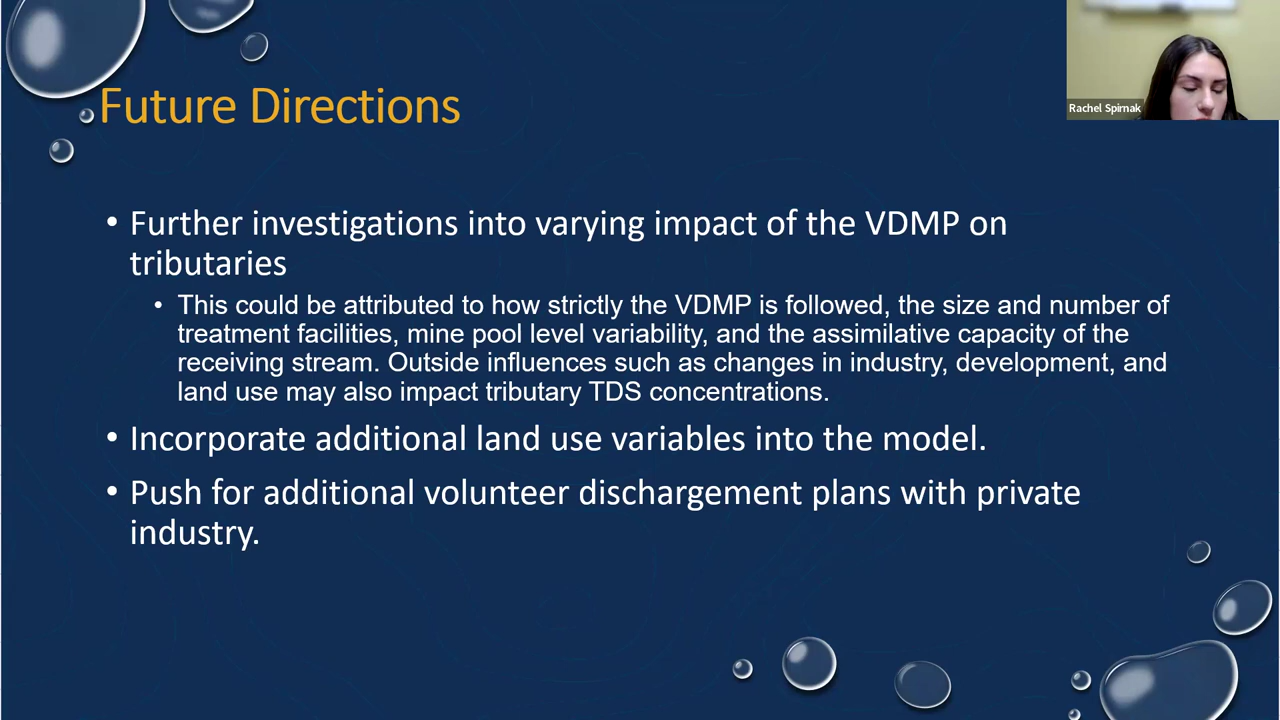 Future Directions
Rachel Spirnak
• Further investigations into varying impact of the VDMP on
tributaries
• This could be attributed to how strictly the VDMP is followed, the size and number of
treatment facilities, mine pool level variability, and the assimilative capacity of the
receiving stream. Outside influences such as changes in industry, development, and
land use may also impact tributary TDS concentrations.
• Incorporate additional land use variables into the model.
• Push for additional volunteer dischargement plans with private
industry.